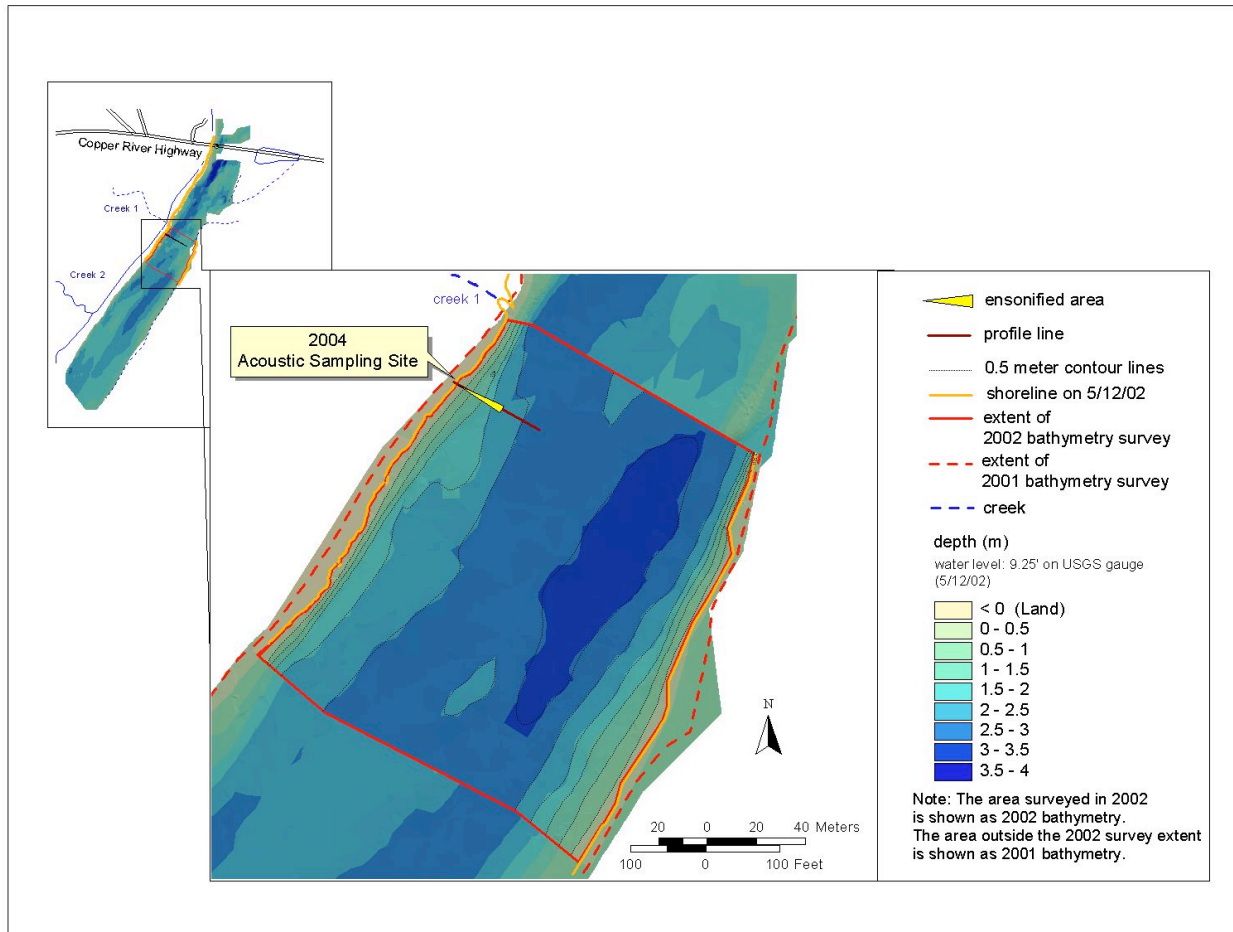 Copper River Highway
Creek 1
Creek 2
creek 1
2004
Acoustic Sampling Site
N
20 0 20 40 Meters
100 0 100 Feet
ensonified area
profile line
0.5 meter contour lines
shoreline on 5/12/02
extent of
2002 bathymetry survey
extent of
2001 bathymetry survey
creek
depth (m)
water level: 9.25' on USGS gauge
(5/12/02)
< 0 (Land)
0 - 0.5
0.5 - 1
1 - 1.5
1.5 - 2
2 - 2.5
2.5 - 3
3 - 3.5
3.5 - 4
Note: The area surveyed in 2002
is shown as 2002 bathymetry.
The area outside the 2002 survey extent
is shown as 2001 bathymetry.